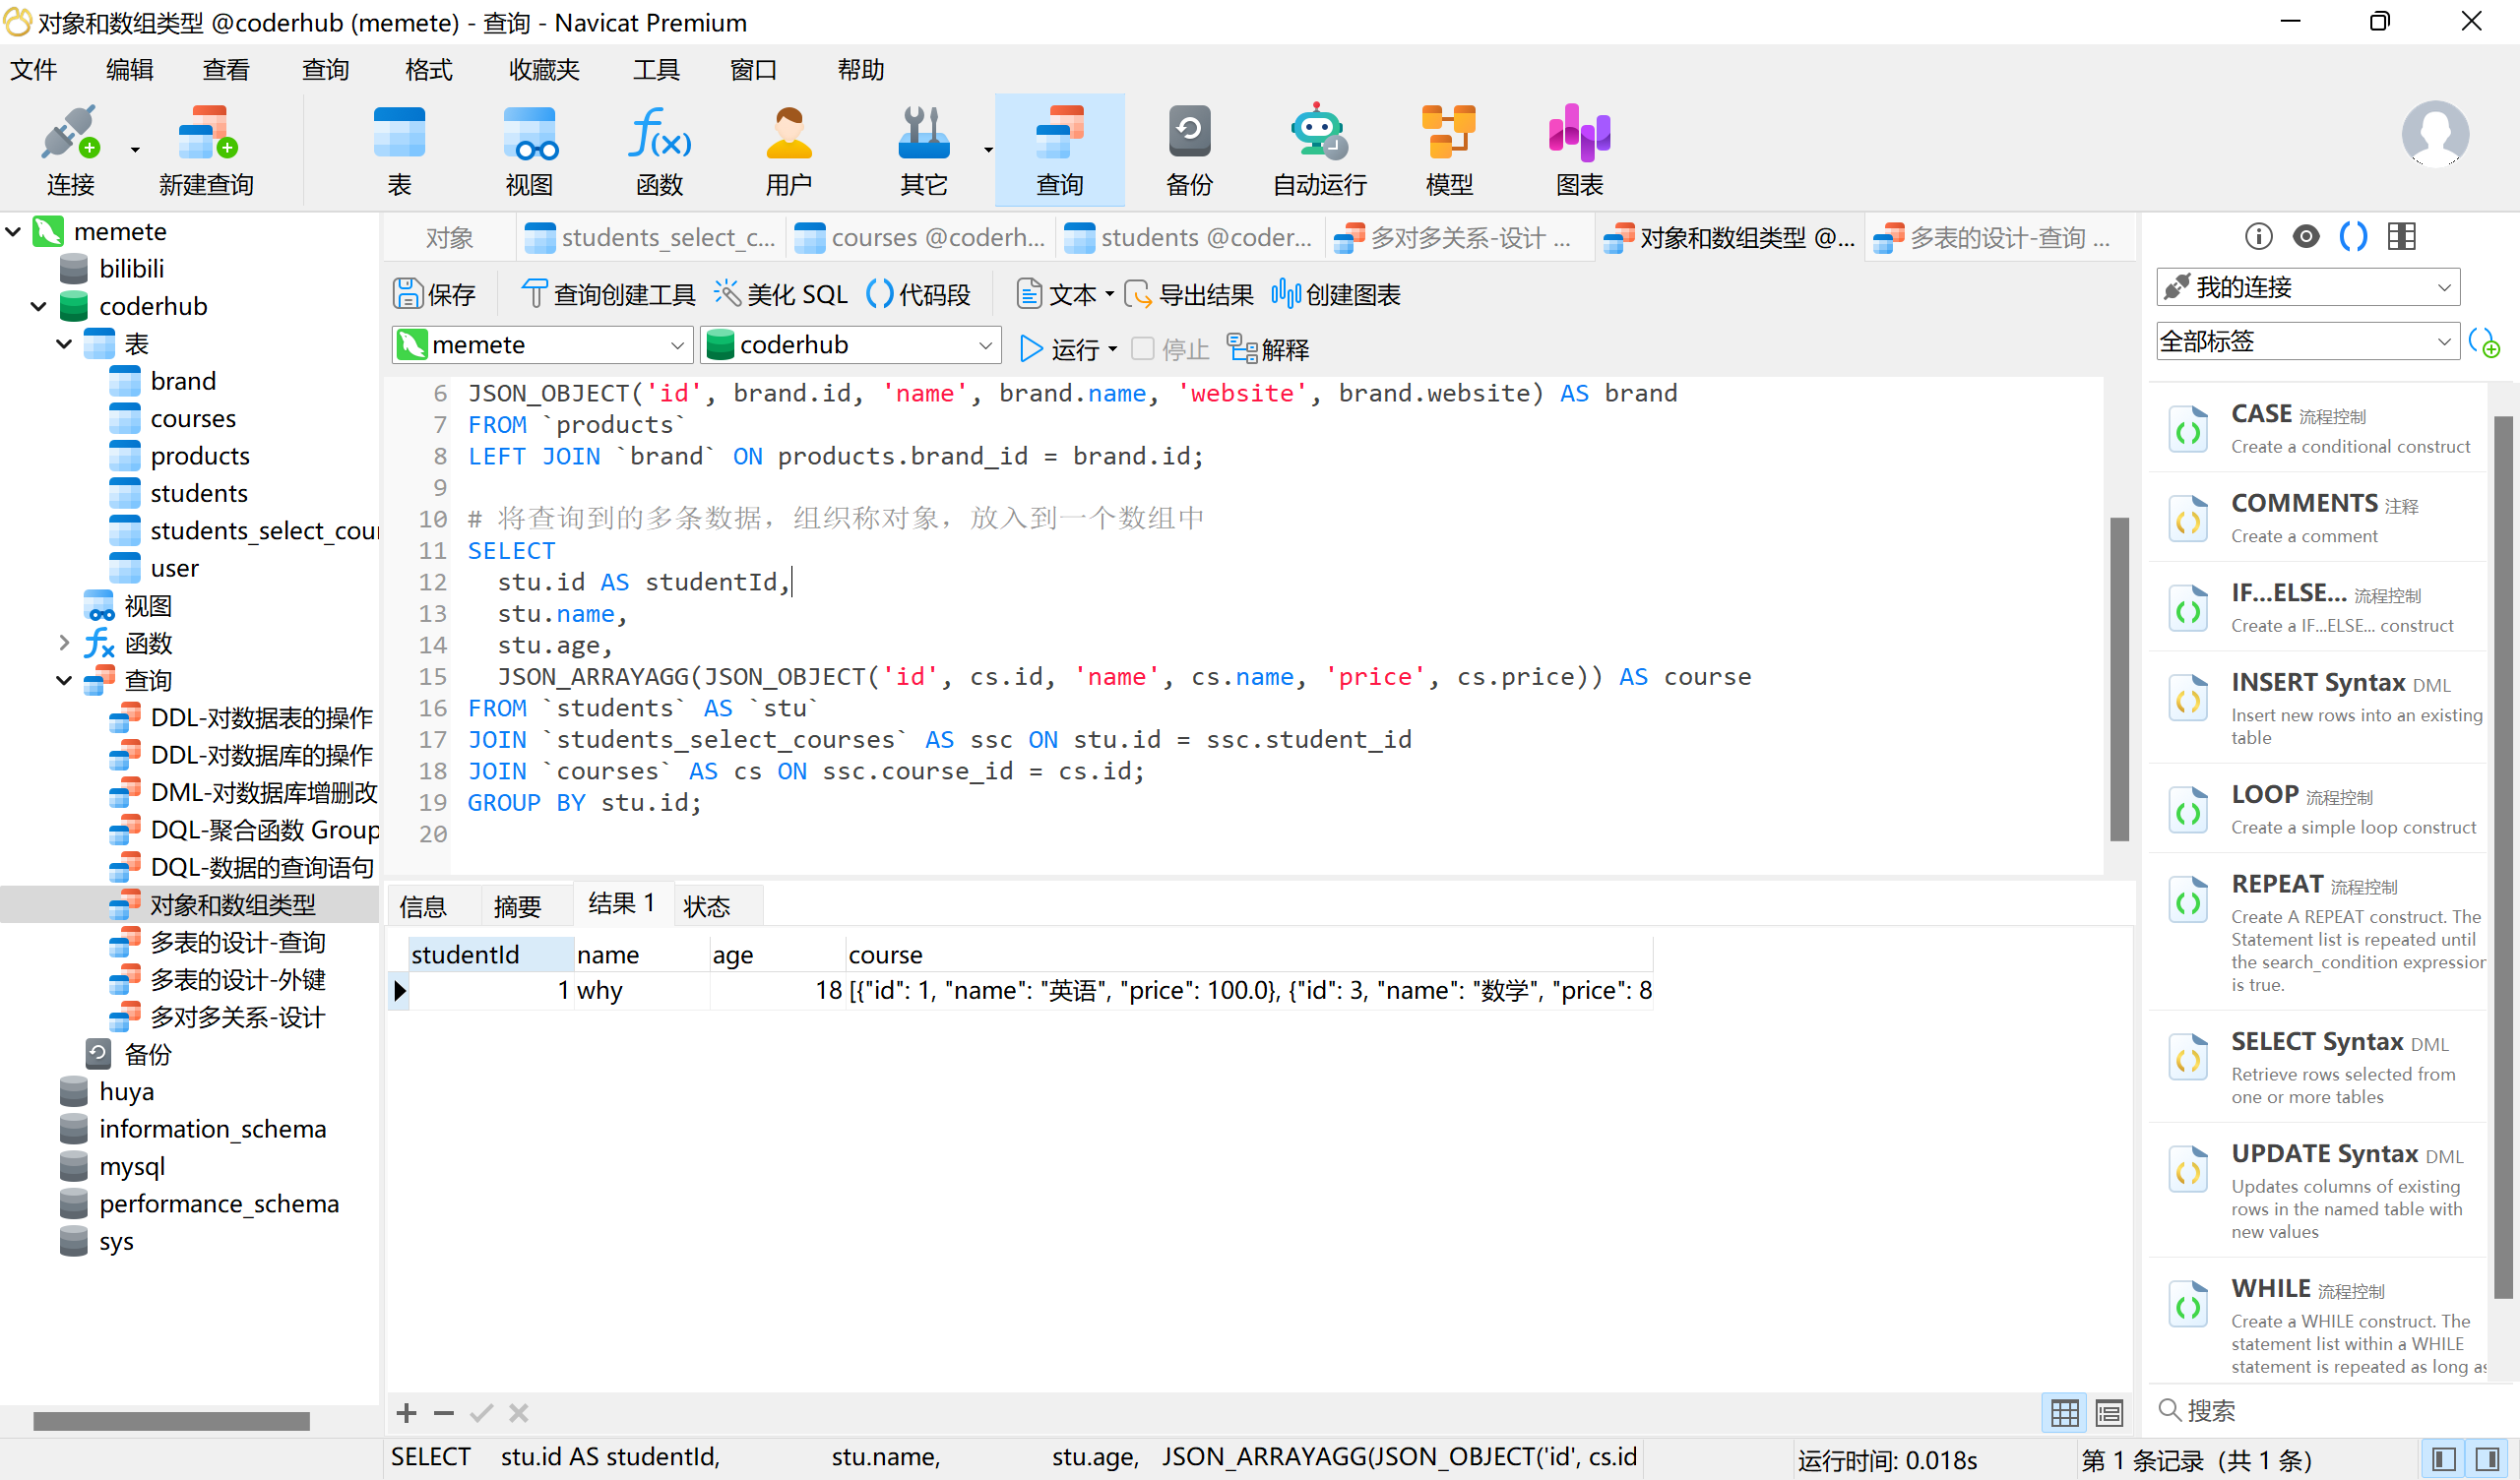 对象和数组类型 @coderhub (memete) - 查询 - Navicat Premium
文件 编辑 查看 查询 格式 收藏夹 工具 窗口 帮助
连接 新建查询 表 视图 函数 用户 其它 查询 备份 自动运行 模型 图表
memete
bilibili
coderhub
表
brand
courses
products
students
students_select_cour
user
视图
函数
查询
DDL-对数据表的操作
DDL-对数据库的操作
DML-对数据库增删改
DQL-聚合函数 Group
DQL-数据的查询语句
对象和数组类型
多表的设计-查询
多表的设计-外键
多对多关系-设计
备份
huya
information_schema
mysql
performance_schema
sys
对象 students_select_c... courses @coderh... students @coder... 多对多关系-设计 ... 对象和数组类型 @... 多表的设计-查询 ...
保存 查询创建工具 美化 SQL 代码段 文本 导出结果 创建图表
memete coderhub 运行 停止 解释
6 JSON_OBJECT('id', brand.id, 'name', brand.name, 'website', brand.website) AS brand
7 FROM `products`
8 LEFT JOIN `brand` ON products.brand_id = brand.id;
9
10 # 将查询到的多条数据，组织称对象，放入到一个数组中
11 SELECT
12 stu.id AS studentId,
13 stu.name,
14 stu.age,
15 JSON_ARRAYAGG(JSON_OBJECT('id', cs.id, 'name', cs.name, 'price', cs.price)) AS course
16 FROM `students` AS `stu`
17 JOIN `students_select_courses` AS ssc ON stu.id = ssc.student_id
18 JOIN `courses` AS cs ON ssc.course_id = cs.id;
19 GROUP BY stu.id;
20
信息 摘要 结果 1 状态
studentId name age course
1 why 18 [{"id": 1, "name": "英语", "price": 100.0}, {"id": 3, "name": "数学", "price": 8
SELECT stu.id AS studentId, stu.name, stu.age, JSON_ARRAYAGG(JSON_OBJECT('id', cs.id
运行时间: 0.018s
第 1 条记录 (共 1 条)
我的连接
全部标签
CASE 流程控制
Create a conditional construct
COMMENTS 注释
Create a comment
IF...ELSE... 流程控制
Create a IF...ELSE... construct
INSERT Syntax DML
Insert new rows into an existing
table
LOOP 流程控制
Create a simple loop construct
REPEAT 流程控制
Create A REPEAT construct. The
Statement list is repeated until
the search_condition expression
is true.
SELECT Syntax DML
Retrieve rows selected from
one or more tables
UPDATE Syntax DML
Updates columns of existing
rows in the named table with
new values
WHILE 流程控制
Create a WHILE construct. The
statement list within a WHILE
statement is repeated as long as
搜索